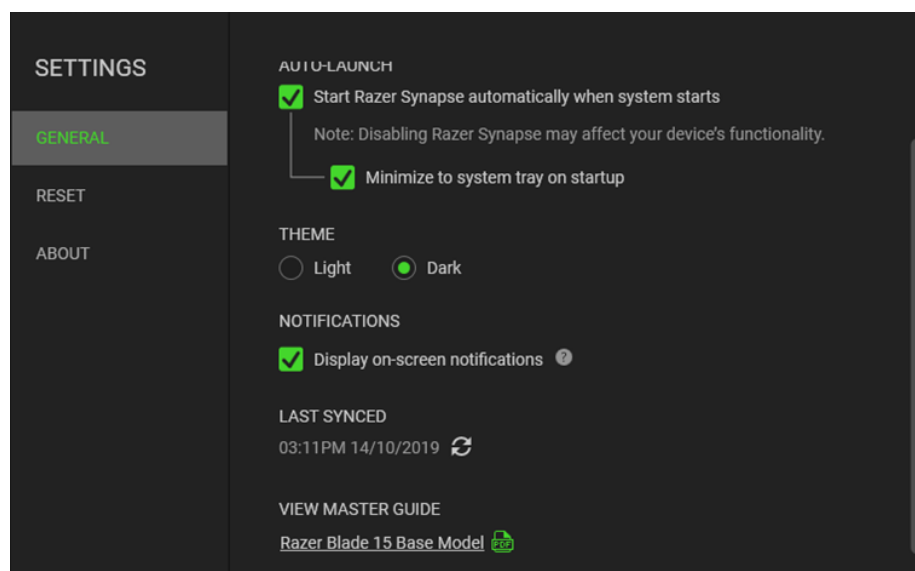 SETTINGS
GENERAL
RESET
ABOUT
AUTO-LAUNCH
Start Razer Synapse automatically when system starts
Note: Disabling Razer Synapse may affect your device's functionality.
Minimize to system tray on startup
THEME
Light Dark
NOTIFICATIONS
Display on-screen notifications ?
LAST SYNCED
03:11PM 14/10/2019
VIEW MASTER GUIDE
Razer Blade 15 Base Model PDF